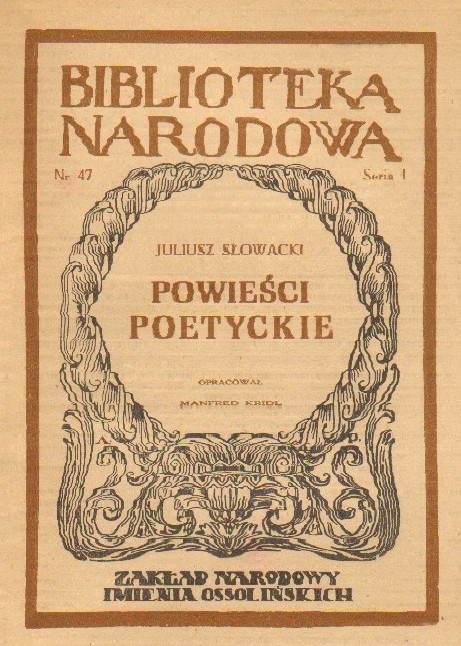 BIBLIOTEKA
NARODOWA
Nr 47 Seria I
JULIUSZ SŁOWACKI
POWIEŚCI
POETYCKIE
OPRACOWAŁ
MANFRED KRIDL
ZAKŁAD NARODOWY
IMIENIA OSSOLIŃSKICH